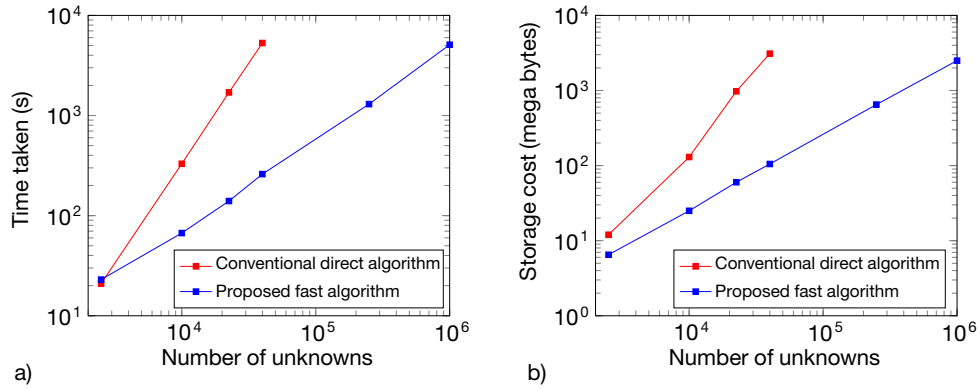 10^4
10^3
10^2
10^1
Time taken (s)
Conventional direct algorithm
Proposed fast algorithm
10^4
10^5
10^6
Number of unknowns
a)
10^4
10^3
10^2
10^1
10^0
Storage cost (mega bytes)
Conventional direct algorithm
Proposed fast algorithm
10^4
10^5
10^6
Number of unknowns
b)